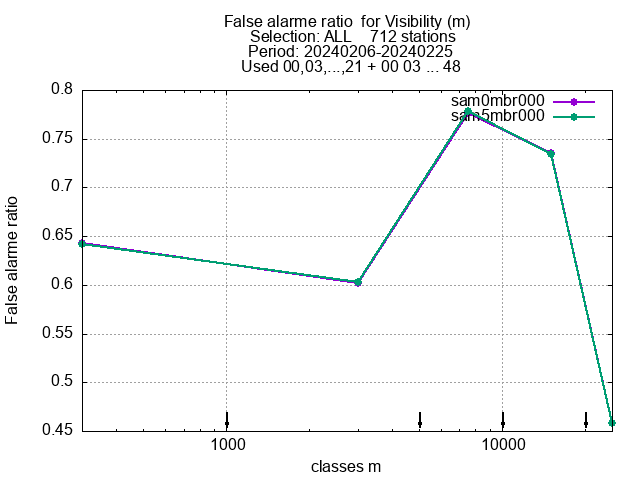 False alarme ratio  for Visibility (m)
Selection: ALL    712 stations
Period: 20240206-20240225
Used 00,03,...,21 + 00 03 ... 48
sam0mbr000
sam5mbr000
False alarme ratio
0.8
0.75
0.7
0.65
0.6
0.55
0.5
0.45
1000
10000
classes m